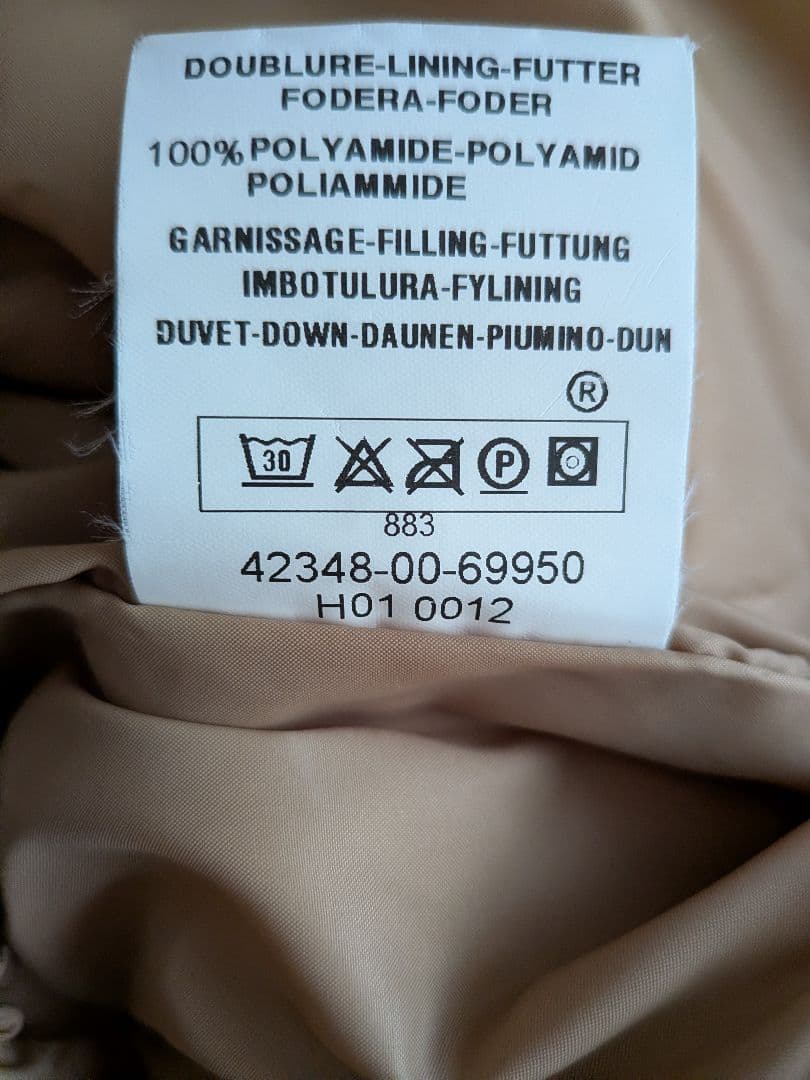 DOUBLURE-LINING-FUTTER
FODERA-FODER
100% POLYAMIDE-POLYAMID
POLIAMMIDE
GARNISSAGE-FILLING-FUTTUNG
IMBOTULURA-FYLINING
DUVET-DOWN-DAUNEN-PIUMINO-DUN
®
30 P
883
42348-00-69950
H01 0012